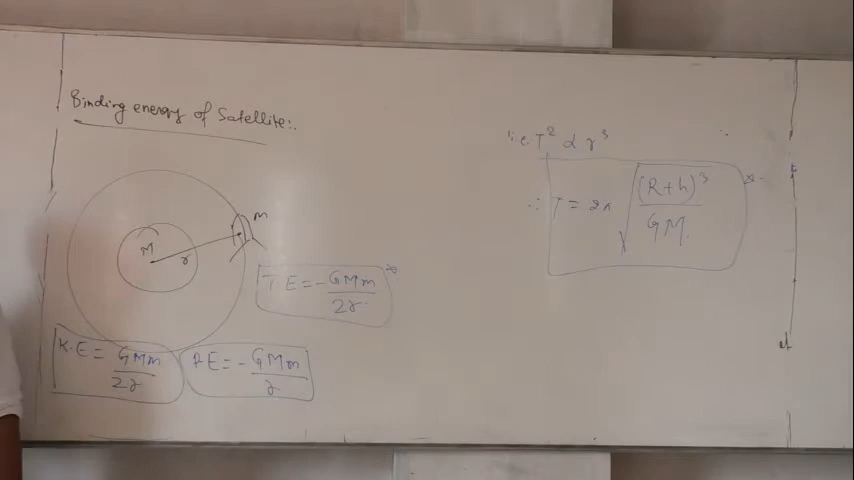 Binding energy of Satellite:.
M
m
r
T E = - GMm / 2r
K.E = GMm / 2r
P E = - GMm / r
i.e. T² α r³
∴ T = 2π √ (R+h)³ / GM.